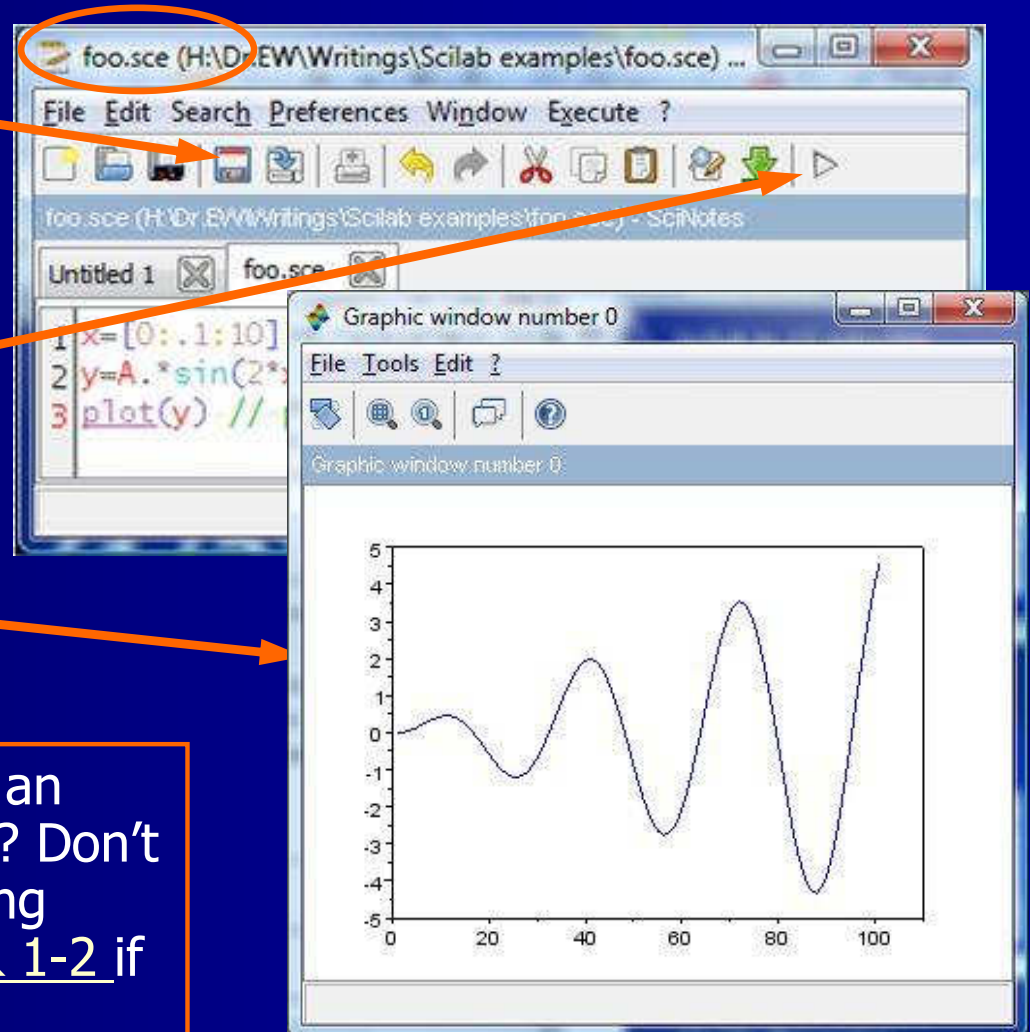 foo.sce (H:\Dr.EW\Writings\Scilab examples\foo.sce) ...
File Edit Search Preferences Window Execute ?
foo.sce (H:\Dr.EW\Writings\Scilab examples\foo.sce) - SciNotes
Untitled 1 foo.sce
1 x=[0:.1:10]
2 y=A.*sin(2*
3 plot(y) //
Graphic window number 0
File Tools Edit ?
Graphic window number 0
5
4
3
2
1
0
-1
-2
-3
-4
-5
0 20 40 60 80 100
an
? Don't
ng
1-2 if